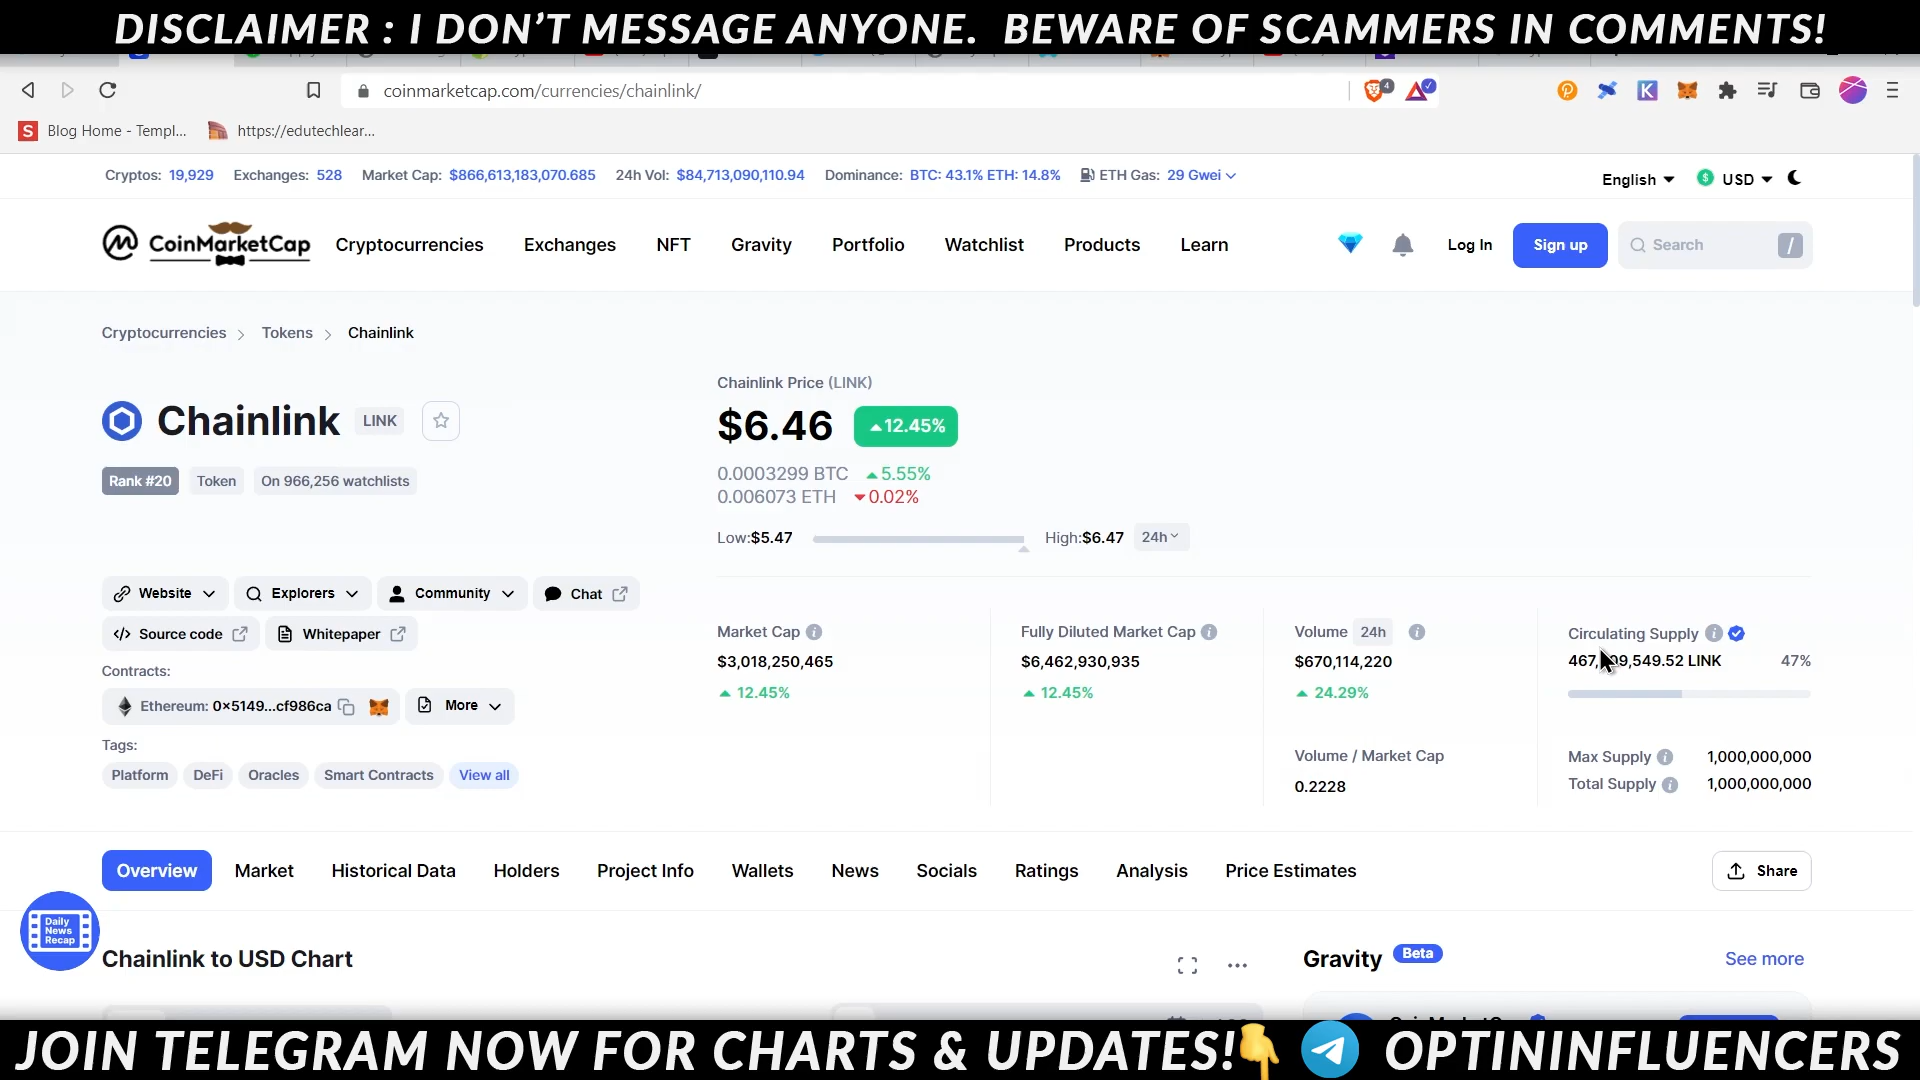 DISCLAIMER : I DON'T MESSAGE ANYONE. BEWARE OF SCAMMERS IN COMMENTS!
coinmarketcap.com/currencies/chainlink/
4
Blog Home - Templ...
https://edutechlear...
Cryptos: 19,929 Exchanges: 528 Market Cap: $866,613,183,070.685 24h Vol: $84,713,090,110.94 Dominance: BTC: 43.1% ETH: 14.8% ETH Gas: 29 Gwei
English USD
CoinMarketCap Cryptocurrencies Exchanges NFT Gravity Portfolio Watchlist Products Learn Log In Sign up Search /
Cryptocurrencies > Tokens > Chainlink
Chainlink Price (LINK)
Chainlink LINK
$6.46 12.45%
Rank #20 Token On 966,256 watchlists
0.0003299 BTC 5.55%
0.006073 ETH 0.02%
Low:$5.47 High:$6.47 24h
Website Explorers Community Chat
Source code Whitepaper
Contracts:
Ethereum: 0x5149...cf986ca More
Tags:
Platform DeFi Oracles Smart Contracts View all
Market Cap
$3,018,250,465
12.45%
Fully Diluted Market Cap
$6,462,930,935
12.45%
Volume 24h
$670,114,220
24.29%
Volume / Market Cap
0.2228
Circulating Supply
LINK 47%
Max Supply 1,000,000,000
Total Supply 1,000,000,000
Overview Market Historical Data Holders Project Info Wallets News Socials Ratings Analysis Price Estimates Share
Daily
News
Recap
Chainlink to USD Chart
Gravity Beta See more
JOIN TELEGRAM NOW FOR CHARTS & UPDATES! OPTININFLUENCERS